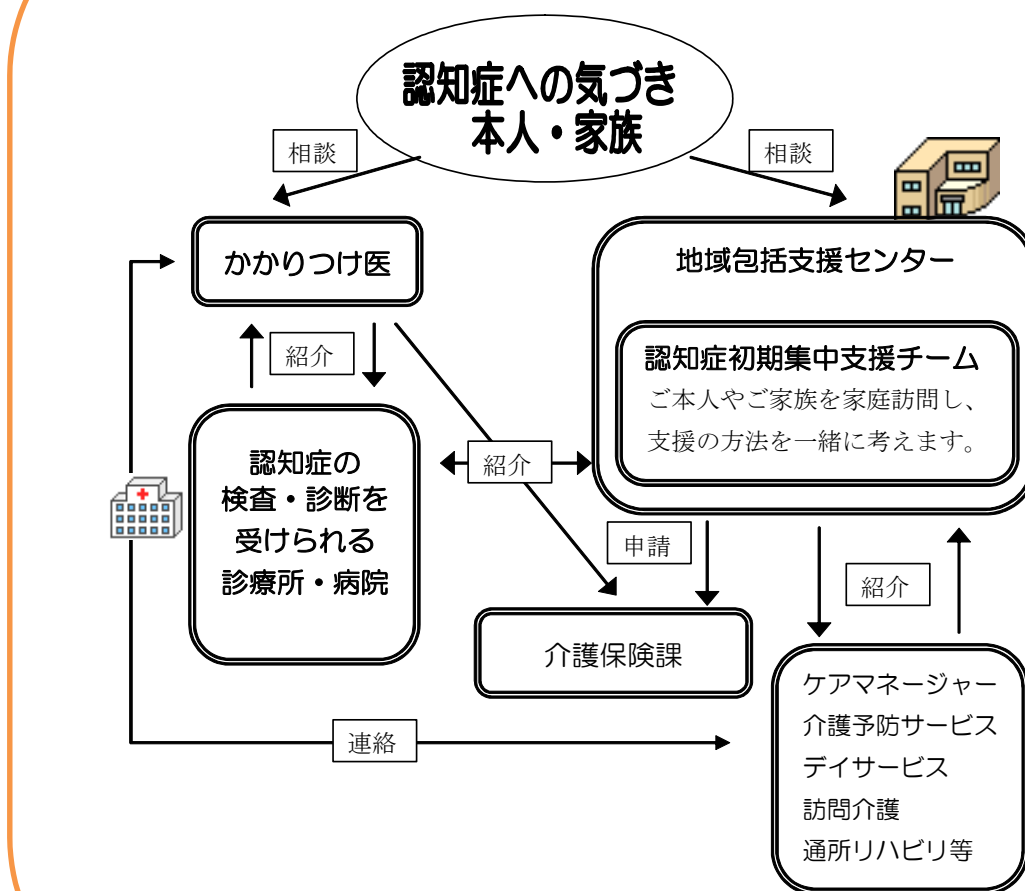 認知症への気づき
本人・家族
相談
相談
かかりつけ医
地域包括支援センター
紹介
認知症初期集中支援チーム
ご本人やご家族を家庭訪問し、
支援の方法を一緒に考えます。
認知症の
検査・診断を
受けられる
診療所・病院
紹介
申請
紹介
介護保険課
連絡
ケアマネージャー
介護予防サービス
デイサービス
訪問介護
通所リハビリ等